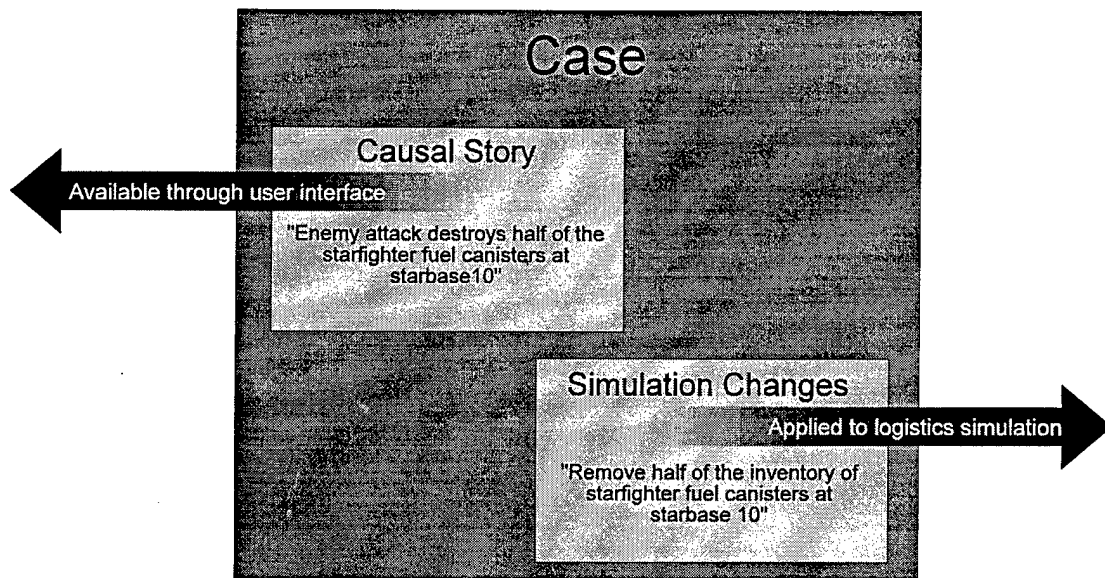 Case
Causal Story
Available through user interface
"Enemy attack destroys half of the
starfighter fuel canisters at
starbase10"
Simulation Changes
Applied to logistics simulation
"Remove half of the inventory of
starfighter fuel canisters at
starbase 10"